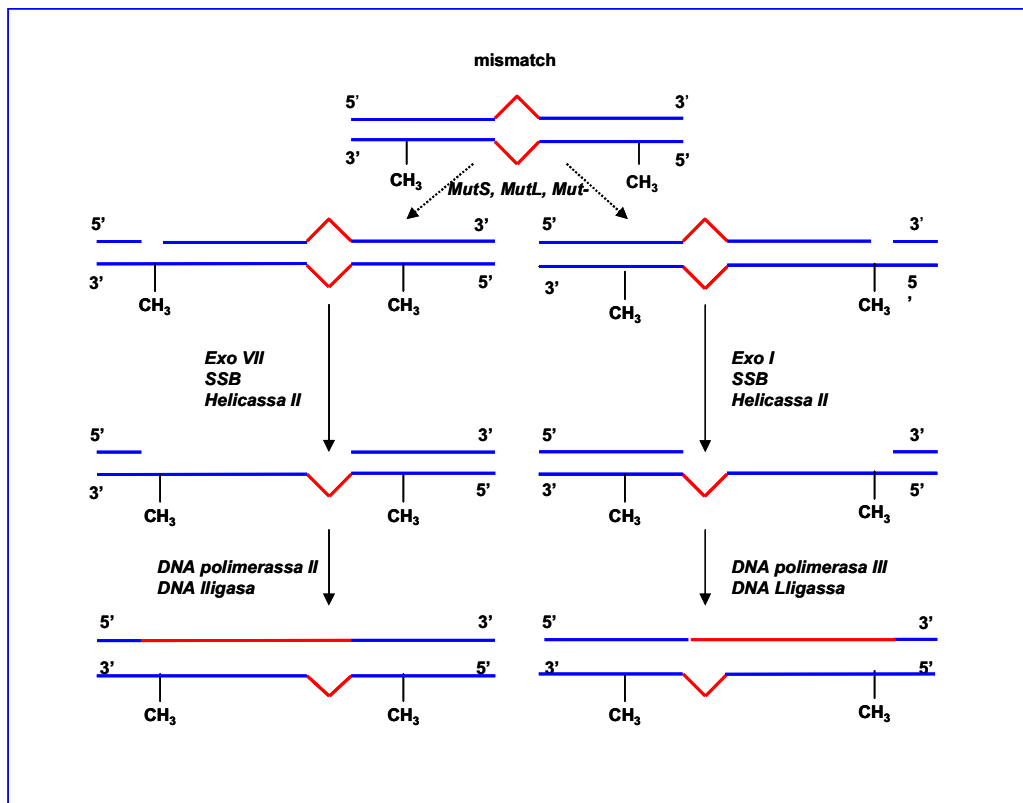 mismatch
5’ 3’
3’ 5’
CH3 CH3
MutS, MutL, Mut-
5’ 3’ 5’ 3’
3’ 5’ 3’ 5
’
CH3 CH3 CH3 CH3
Exo VII
SSB
Helicassa II
Exo I
SSB
Helicassa II
5’ 3’ 5’ 3’
3’ 5’ 3’ 5’
CH3 CH3 CH3 CH3
DNA polimerassa II
DNA lligasa
DNA polimerasa III
DNA Lligassa
5’ 3’ 5’ 3’
3’ 5’ 3’ 5’
CH3 CH3 CH3 CH3